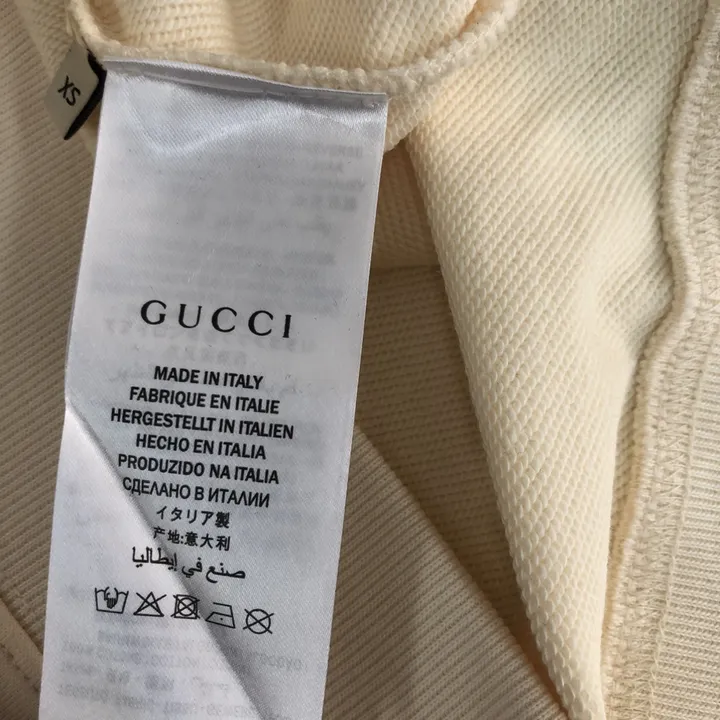 XS
GUCCI
MADE IN ITALY
FABRIQUE EN ITALIE
HERGESTELLT IN ITALIEN
HECHO EN ITALIA
PRODUZIDO NA ITALIA
СДЕЛАНО В ИТАЛИИ
イタリア製
产地:意大利
صنع في إيطاليا